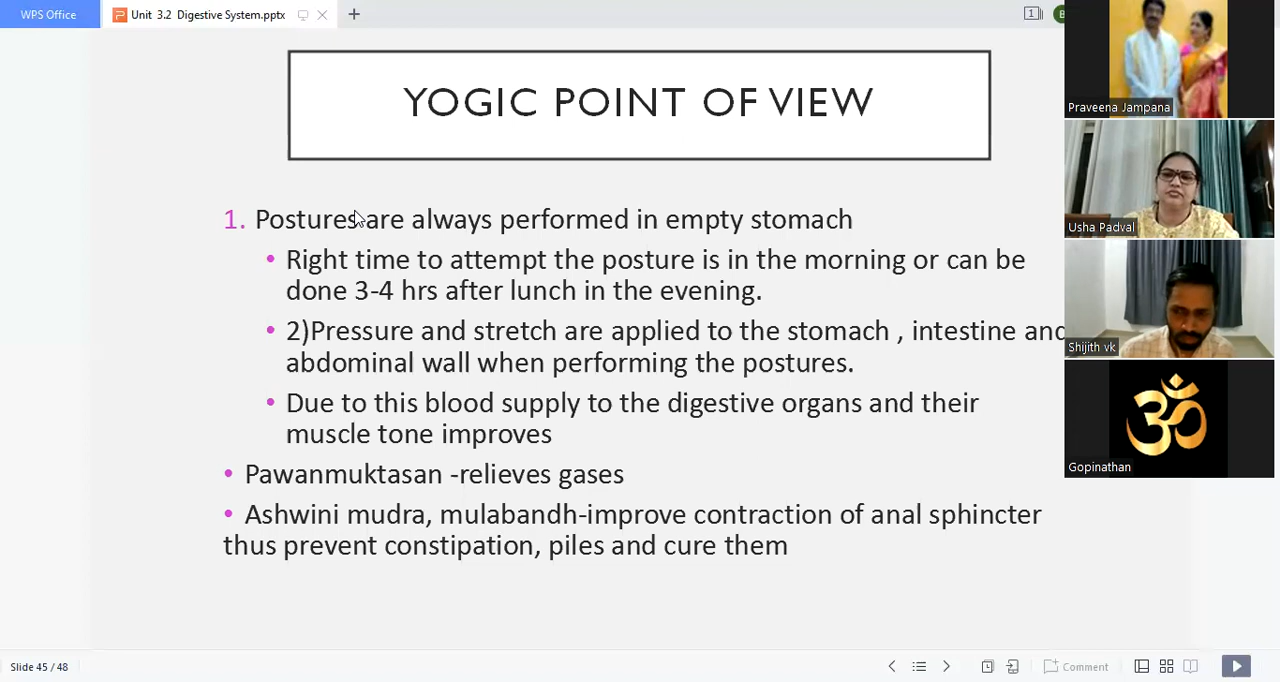 WPS Office
Unit 3.2 Digestive System.pptx
1
B
YOGIC POINT OF VIEW
1. Postures are always performed in empty stomach
• Right time to attempt the posture is in the morning or can be
done 3-4 hrs after lunch in the evening.
• 2)Pressure and stretch are applied to the stomach , intestine and
abdominal wall when performing the postures.
• Due to this blood supply to the digestive organs and their
muscle tone improves
• Pawanmuktasan -relieves gases
• Ashwini mudra, mulabandh-improve contraction of anal sphincter
thus prevent constipation, piles and cure them
Praveena Jampana
Usha Padval
Shijith vk
ॐ
Gopinathan
Slide 45 / 48
Comment